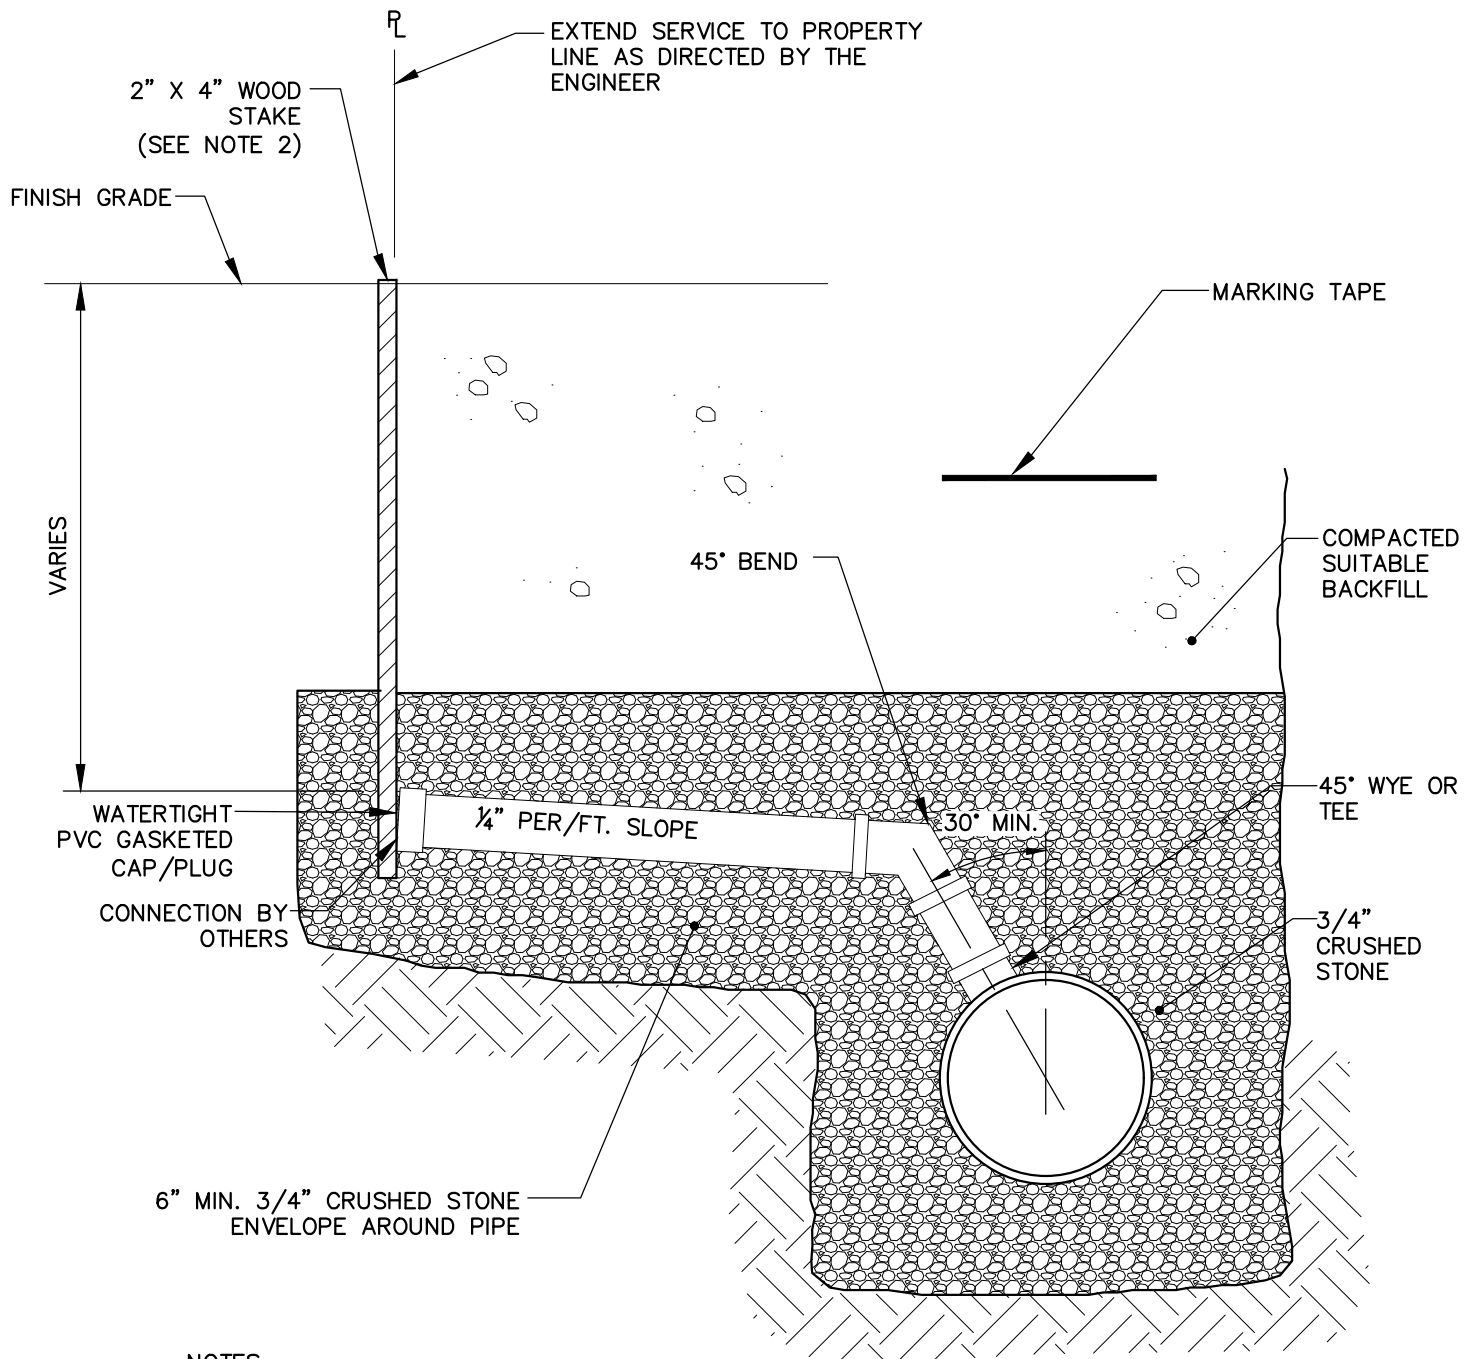 PL
EXTEND SERVICE TO PROPERTY
LINE AS DIRECTED BY THE
ENGINEER
2” X 4” WOOD
STAKE
(SEE NOTE 2)
FINISH GRADE
MARKING TAPE
VARIES
45° BEND
COMPACTED
SUITABLE
BACKFILL
45° WYE OR
TEE
WATERTIGHT
PVC GASKETED
CAP/PLUG
¼” PER/FT. SLOPE
30° MIN.
CONNECTION BY
OTHERS
3/4”
CRUSHED
STONE
6” MIN. 3/4” CRUSHED STONE
ENVELOPE AROUND PIPE
NOTES